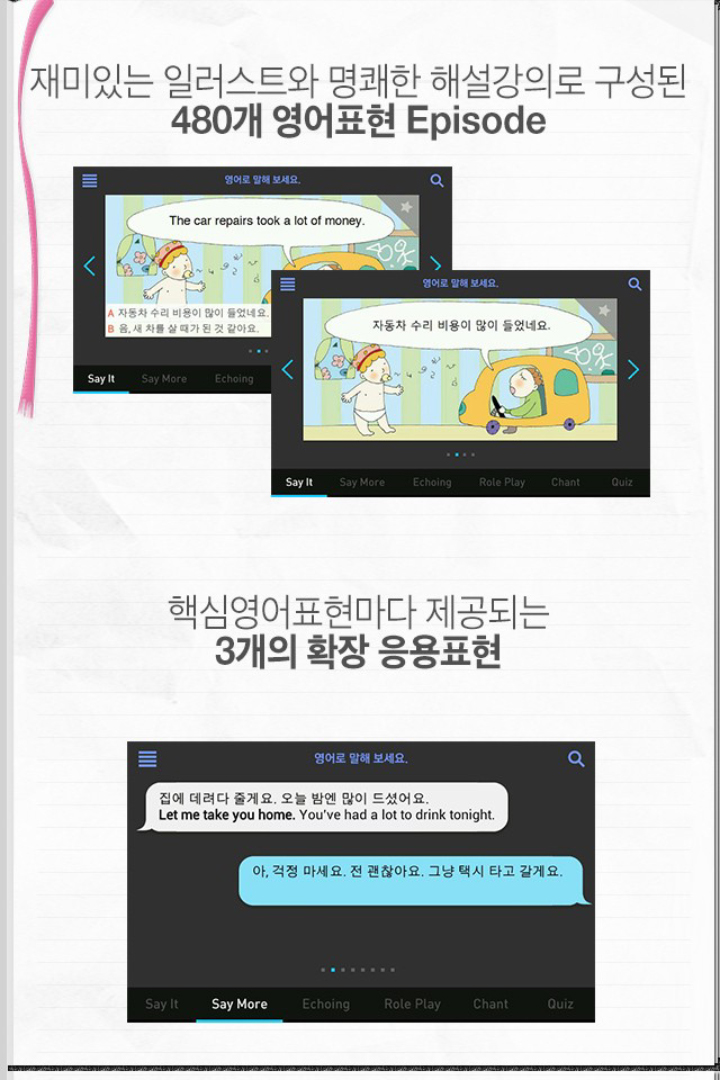 재미있는 일러스트와 명쾌한 해설강의로 구성된
480개 영어표현 Episode
영어로 말해 보세요.
The car repairs took a lot of money.
A 자동차 수리 비용이 많이 들었네요.
B 음, 새 차를 살 때가 된 것 같아요.
Say It Say More Echoing
영어로 말해 보세요.
자동차 수리 비용이 많이 들었네요.
Say It Say More Echoing Role Play Chant Quiz
핵심영어표현마다 제공되는
3개의 확장 응용표현
영어로 말해 보세요.
집에 데려다 줄게요. 오늘 밤엔 많이 드셨어요.
Let me take you home. You've had a lot to drink tonight.
아, 걱정 마세요. 전 괜찮아요. 그냥 택시 타고 갈게요.
Say It Say More Echoing Role Play Chant Quiz